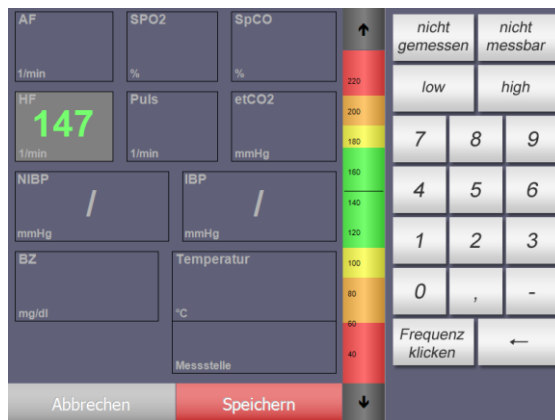 AF
1/min
SPO2
%
SpCO
%
HF
147
1/min
Puls
1/min
etCO2
mmHg
NIBP
/
mmHg
IBP
/
mmHg
BZ
mg/dl
Temperatur
°C
Messstelle
Abbrechen
Speichern
↑
220
200
180
160
140
120
100
80
60
40
↓
nicht
gemessen
nicht
messbar
low
high
7
8
9
4
5
6
1
2
3
0
,
-
Frequenz
klicken
←